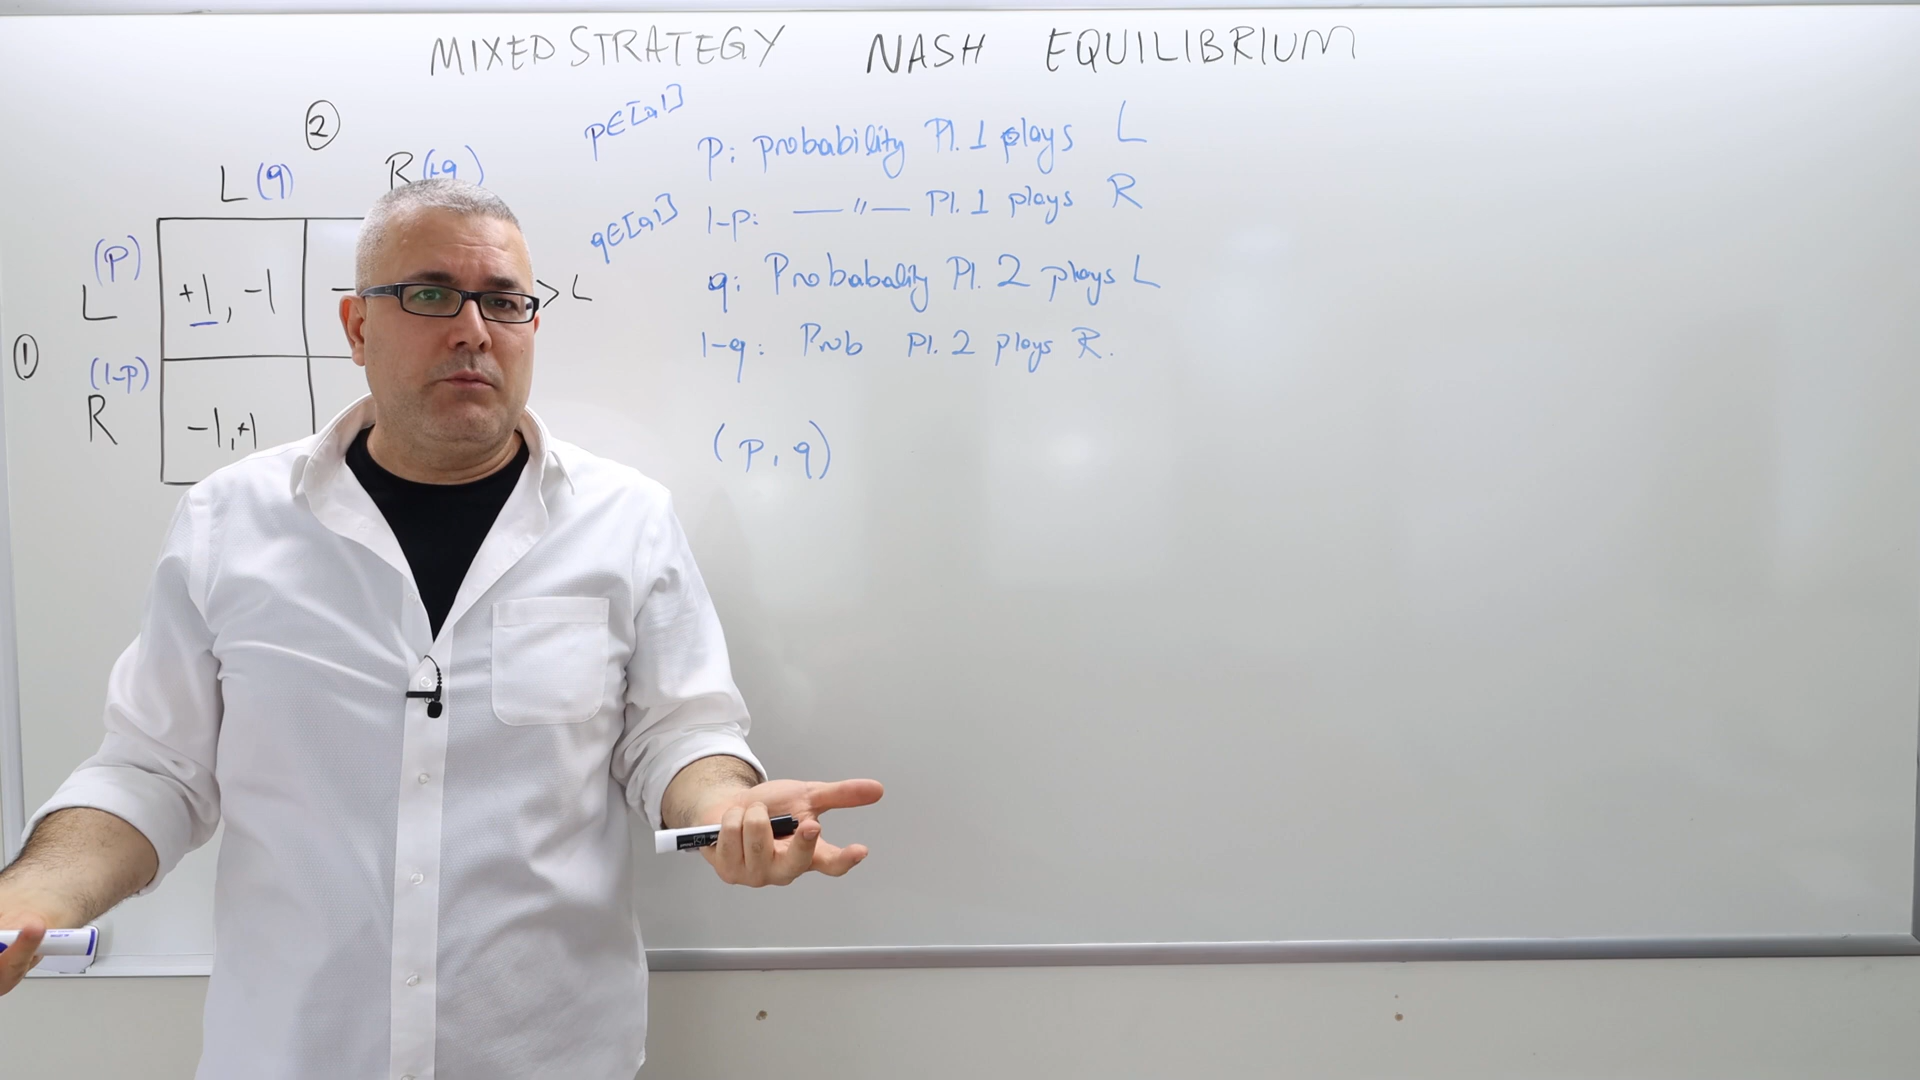 MIXED STRATEGY NASH EQUILIBRIUM
2
p∈[0,1]
p: probability Pl. 1 plays L
L (q) R (1-q)
q∈[0,1]
1-p: —〃— Pl. 1 plays R
(p)
L +1, -1 — > L
q: Probabality Pl. 2 plays L
1
(1-p)
R -1,+1
1-q: Prob Pl. 2 plays R.
(p, q)